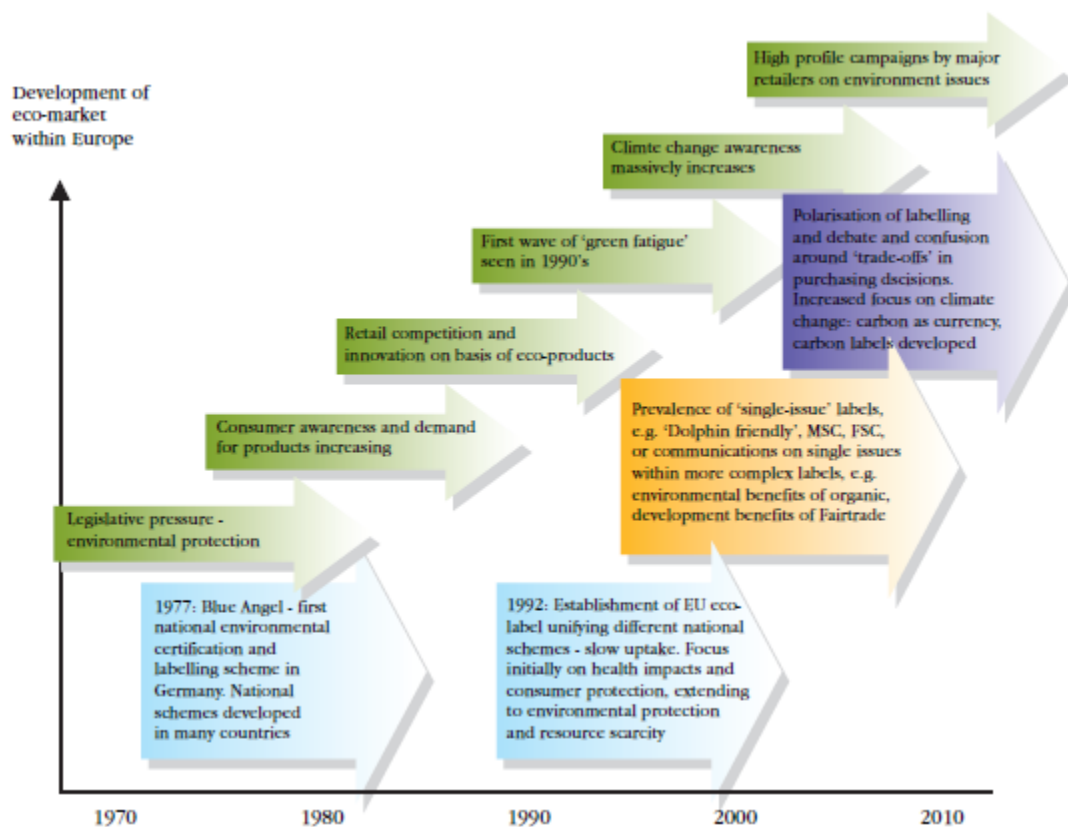 High profile campaigns by major
retailers on environment issues
Development of
eco-market
within Europe
Climte change awareness
massively increases
Polarisation of labelling
and debate and confusion
around 'trade-offs' in
purchasing dscisions.
Increased focus on climate
change: carbon as currency,
carbon labels developed
First wave of 'green fatigue'
seen in 1990's
Retail competition and
innovation on basis of eco-products
Prevalence of 'single-issue' labels,
e.g. 'Dolphin friendly', MSC, FSC,
or communications on single issues
within more complex labels, e.g.
environmental benefits of organic,
development benefits of Fairtrade
Consumer awareness and demand
for products increasing
Legislative pressure -
environmental protection
1977: Blue Angel - first
national environmental
certification and
labelling scheme in
Germany. National
schemes developed
in many countries
1992: Establishment of EU eco-
label unifying different national
schemes - slow uptake. Focus
initially on health impacts and
consumer protection, extending
to environmental protection
and resource scarcity
1970 1980 1990 2000 2010